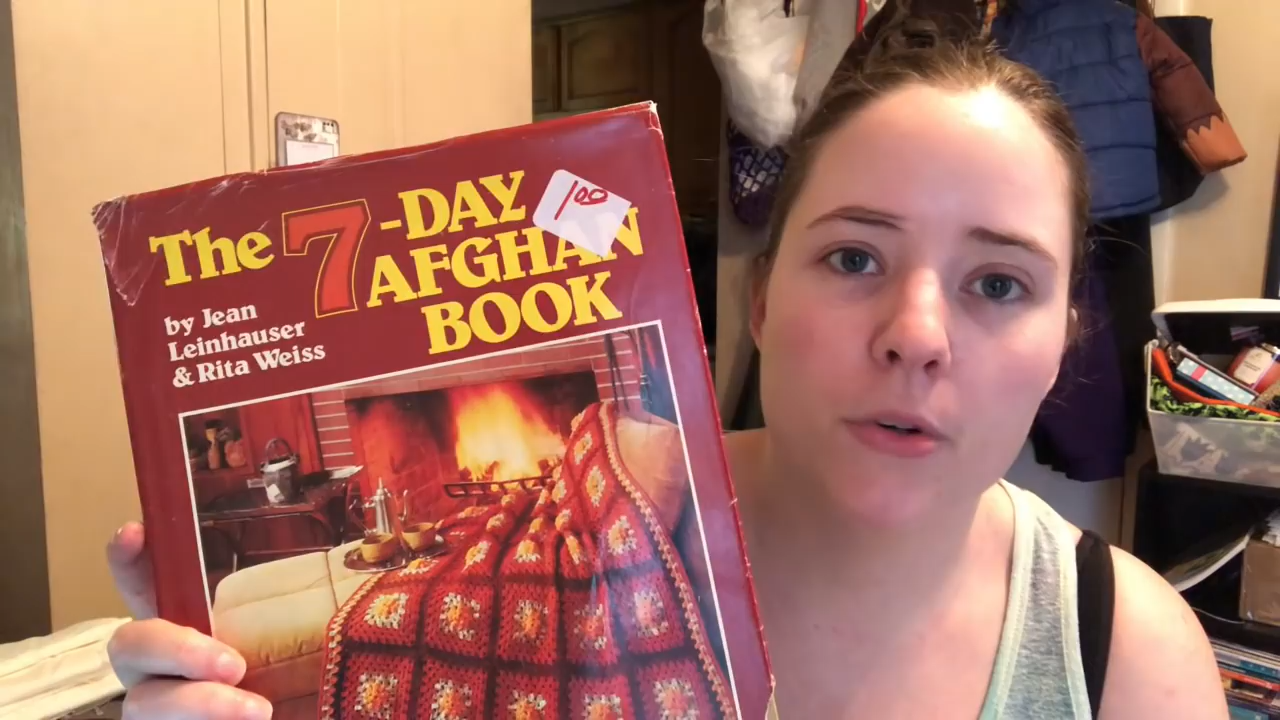 The 7-DAY
AFGHAN
BOOK
by Jean
Leinhauser
& Rita Weiss
100